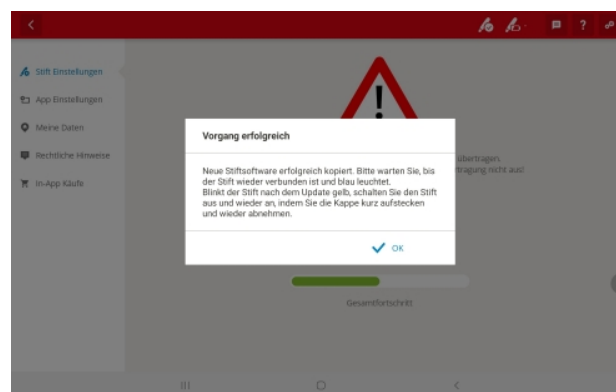 Stift Einstellungen
App Einstellungen
Meine Daten
Rechtliche Hinweise
In-App Käufe
übertragen.
tragung nicht aus!
Vorgang erfolgreich
Neue Stiftsoftware erfolgreich kopiert. Bitte warten Sie, bis
der Stift wieder verbunden ist und blau leuchtet.
Blinkt der Stift nach dem Update gelb, schalten Sie den Stift
aus und wieder an, indem Sie die Kappe kurz aufstecken
und wieder abnehmen.
OK
Gesamtfortschritt